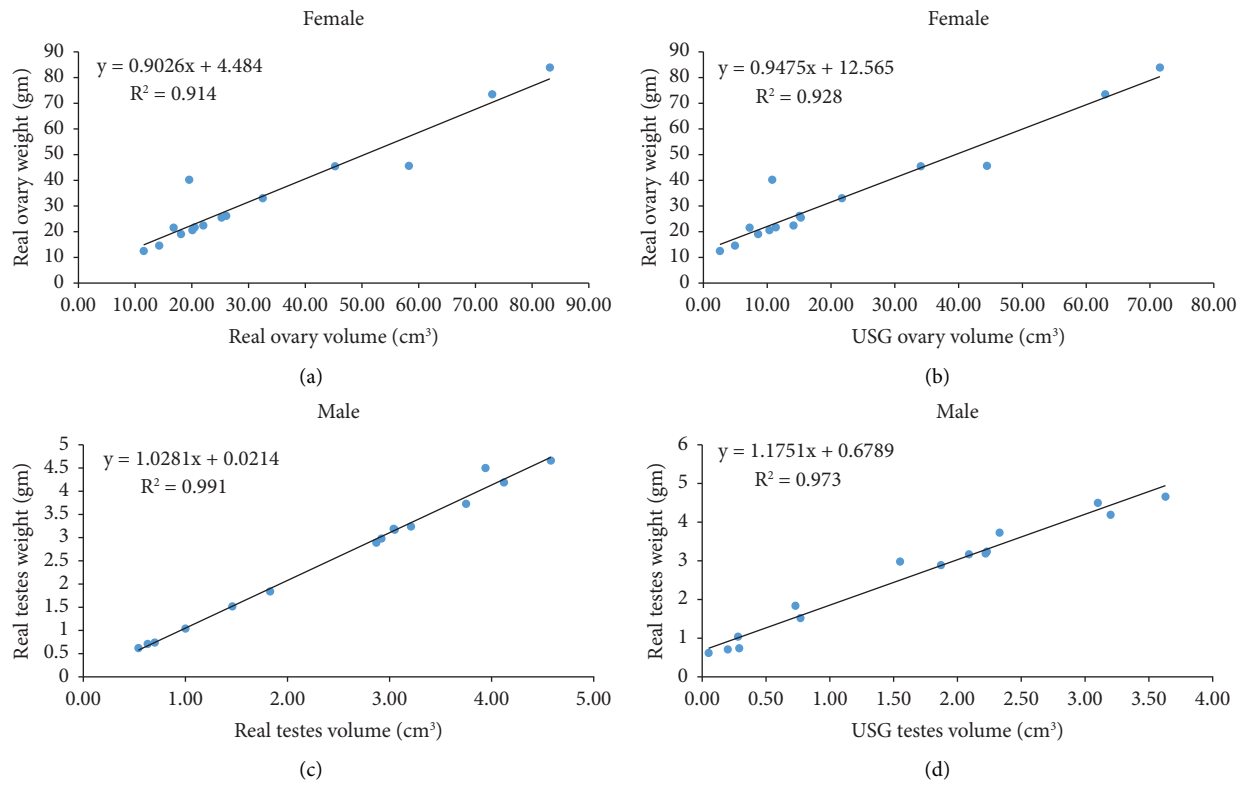 Female
y = 0.9026x + 4.484
R² = 0.914
Real ovary weight (gm)
90
80
70
60
50
40
30
20
10
0
0.00 10.00 20.00 30.00 40.00 50.00 60.00 70.00 80.00 90.00
Real ovary volume (cm³)
(a)
Female
y = 0.9475x + 12.565
R² = 0.928
Real ovary weight (gm)
90
80
70
60
50
40
30
20
10
0
0.00 10.00 20.00 30.00 40.00 50.00 60.00 70.00 80.00
USG ovary volume (cm³)
(b)
Male
y = 1.0281x + 0.0214
R² = 0.991
Real testes weight (gm)
5
4.5
4
3.5
3
2.5
2
1.5
1
0.5
0
0.00 1.00 2.00 3.00 4.00 5.00
Real testes volume (cm³)
(c)
Male
y = 1.1751x + 0.6789
R² = 0.973
Real testes weight (gm)
6
5
4
3
2
1
0
0.00 0.50 1.00 1.50 2.00 2.50 3.00 3.50 4.00
USG testes volume (cm³)
(d)